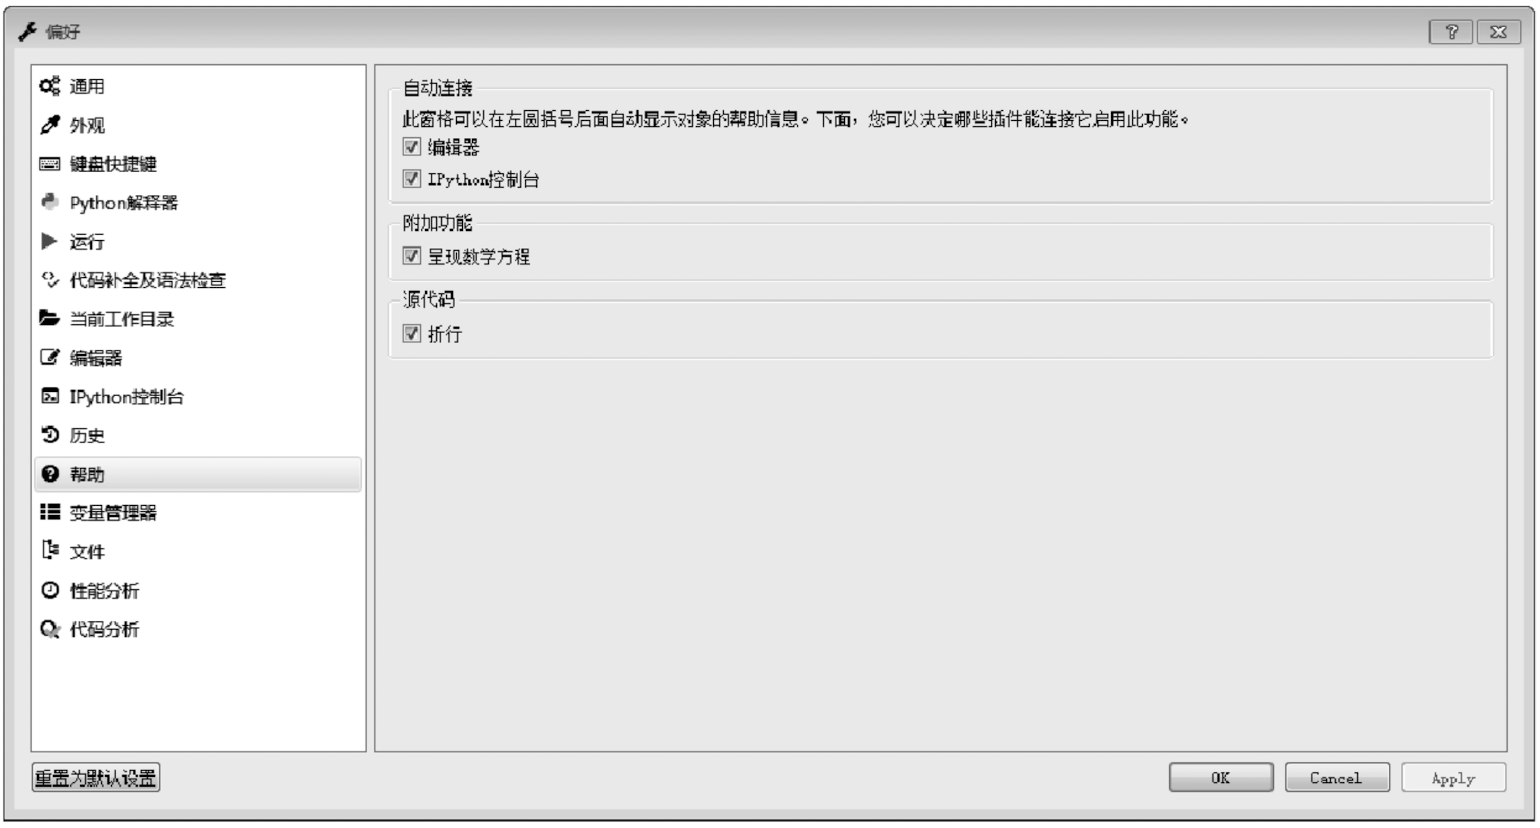 偏好
通用
外观
键盘快捷键
Python解释器
运行
代码补全及语法检查
当前工作目录
编辑器
IPython控制台
历史
帮助
变量管理器
文件
性能分析
代码分析
自动连接
此窗格可以在左圆括号后面自动显示对象的帮助信息。下面，您可以决定哪些插件能连接它启用此功能。
编辑器
IPython控制台
附加功能
呈现数学方程
源代码
折行
重置为默认设置
OK
Cancel
Apply